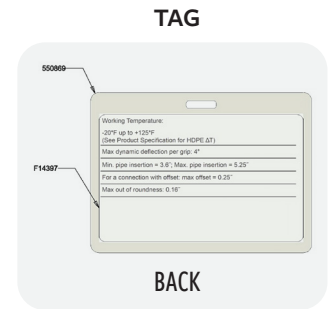 TAG
550869
Working Temperature:
-20°F up to +125°F
(See Product Specification for HDPE ΔT)
Max dynamic deflection per grip: 4°
Min. pipe insertion = 3.6"; Max. pipe insertion = 5.25"
F14397
For a connection with offset: max offset = 0.25"
Max out of roundness: 0.16"
BACK